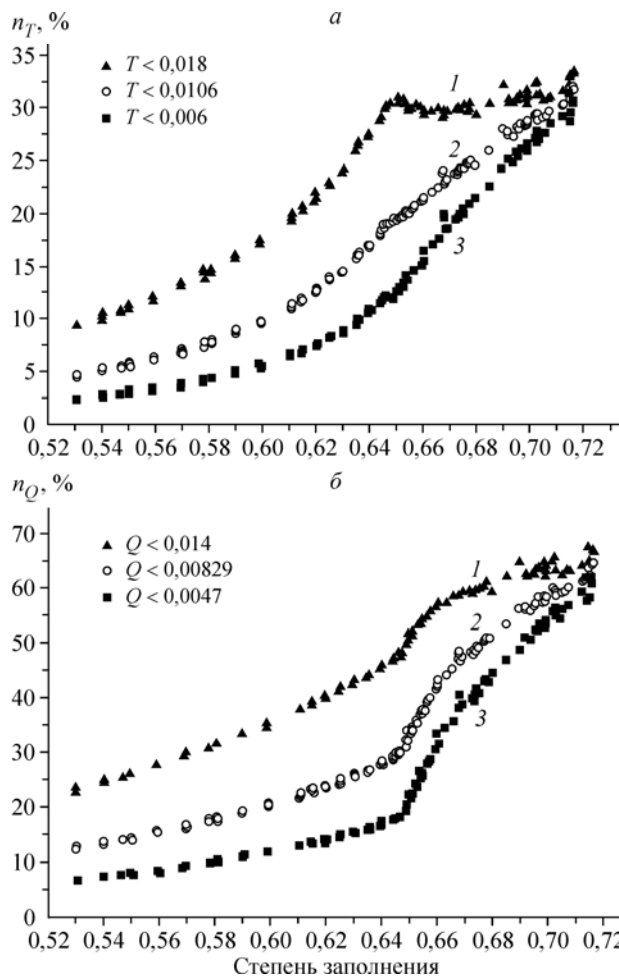 n_T, %
а
35
30
25
20
15
10
5
0
▲ T < 0,018
○ T < 0,0106
■ T < 0,006
1
2
3
0,52 0,54 0,56 0,58 0,60 0,62 0,64 0,66 0,68 0,70 0,72
n_Q, %
б
70
60
50
40
30
20
10
0
▲ Q < 0,014
○ Q < 0,00829
■ Q < 0,0047
1
2
3
0,52 0,54 0,56 0,58 0,60 0,62 0,64 0,66 0,68 0,70 0,72
Степень заполнения